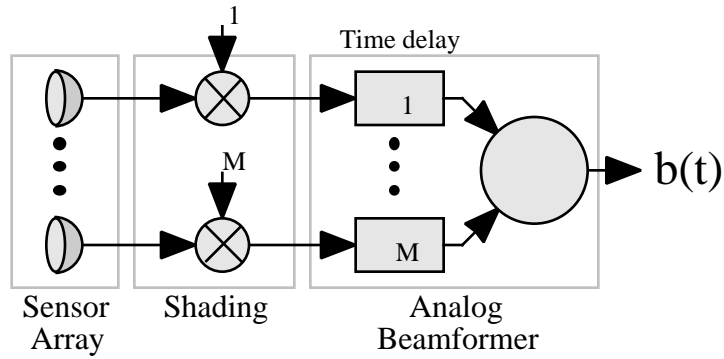 1
Time delay
1
M
b(t)
M
Sensor
Array
Shading
Analog
Beamformer